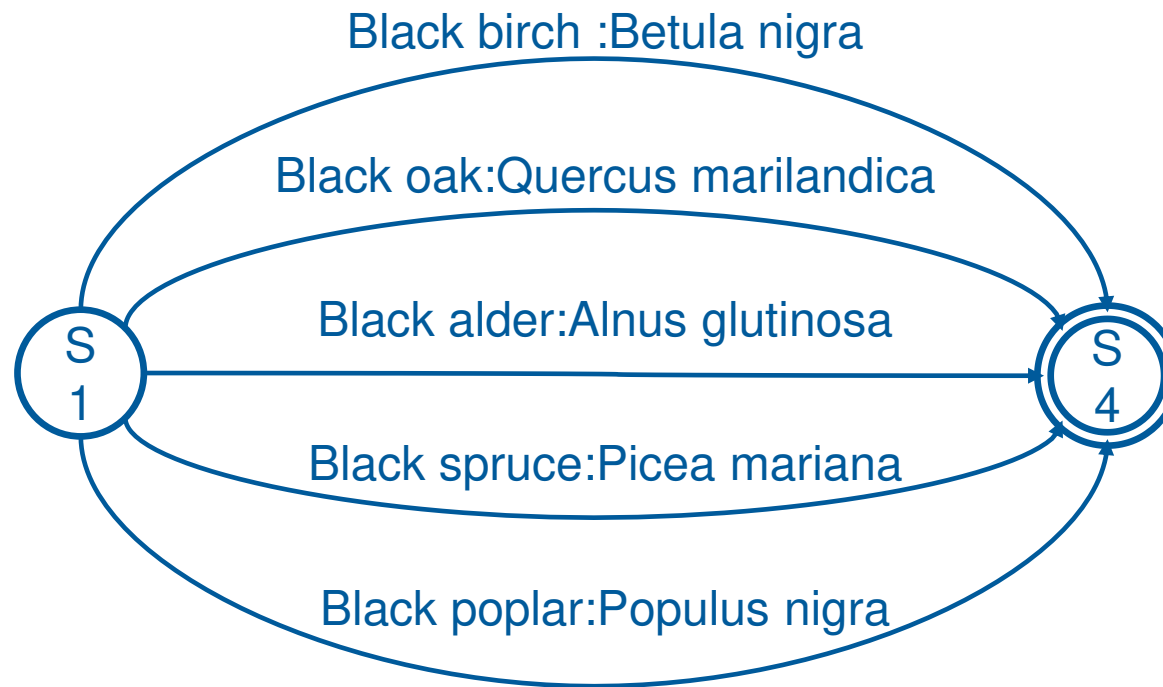 Black birch :Betula nigra
Black oak:Quercus marilandica
Black alder:Alnus glutinosa
S
1
S
4
Black spruce:Picea mariana
Black poplar:Populus nigra